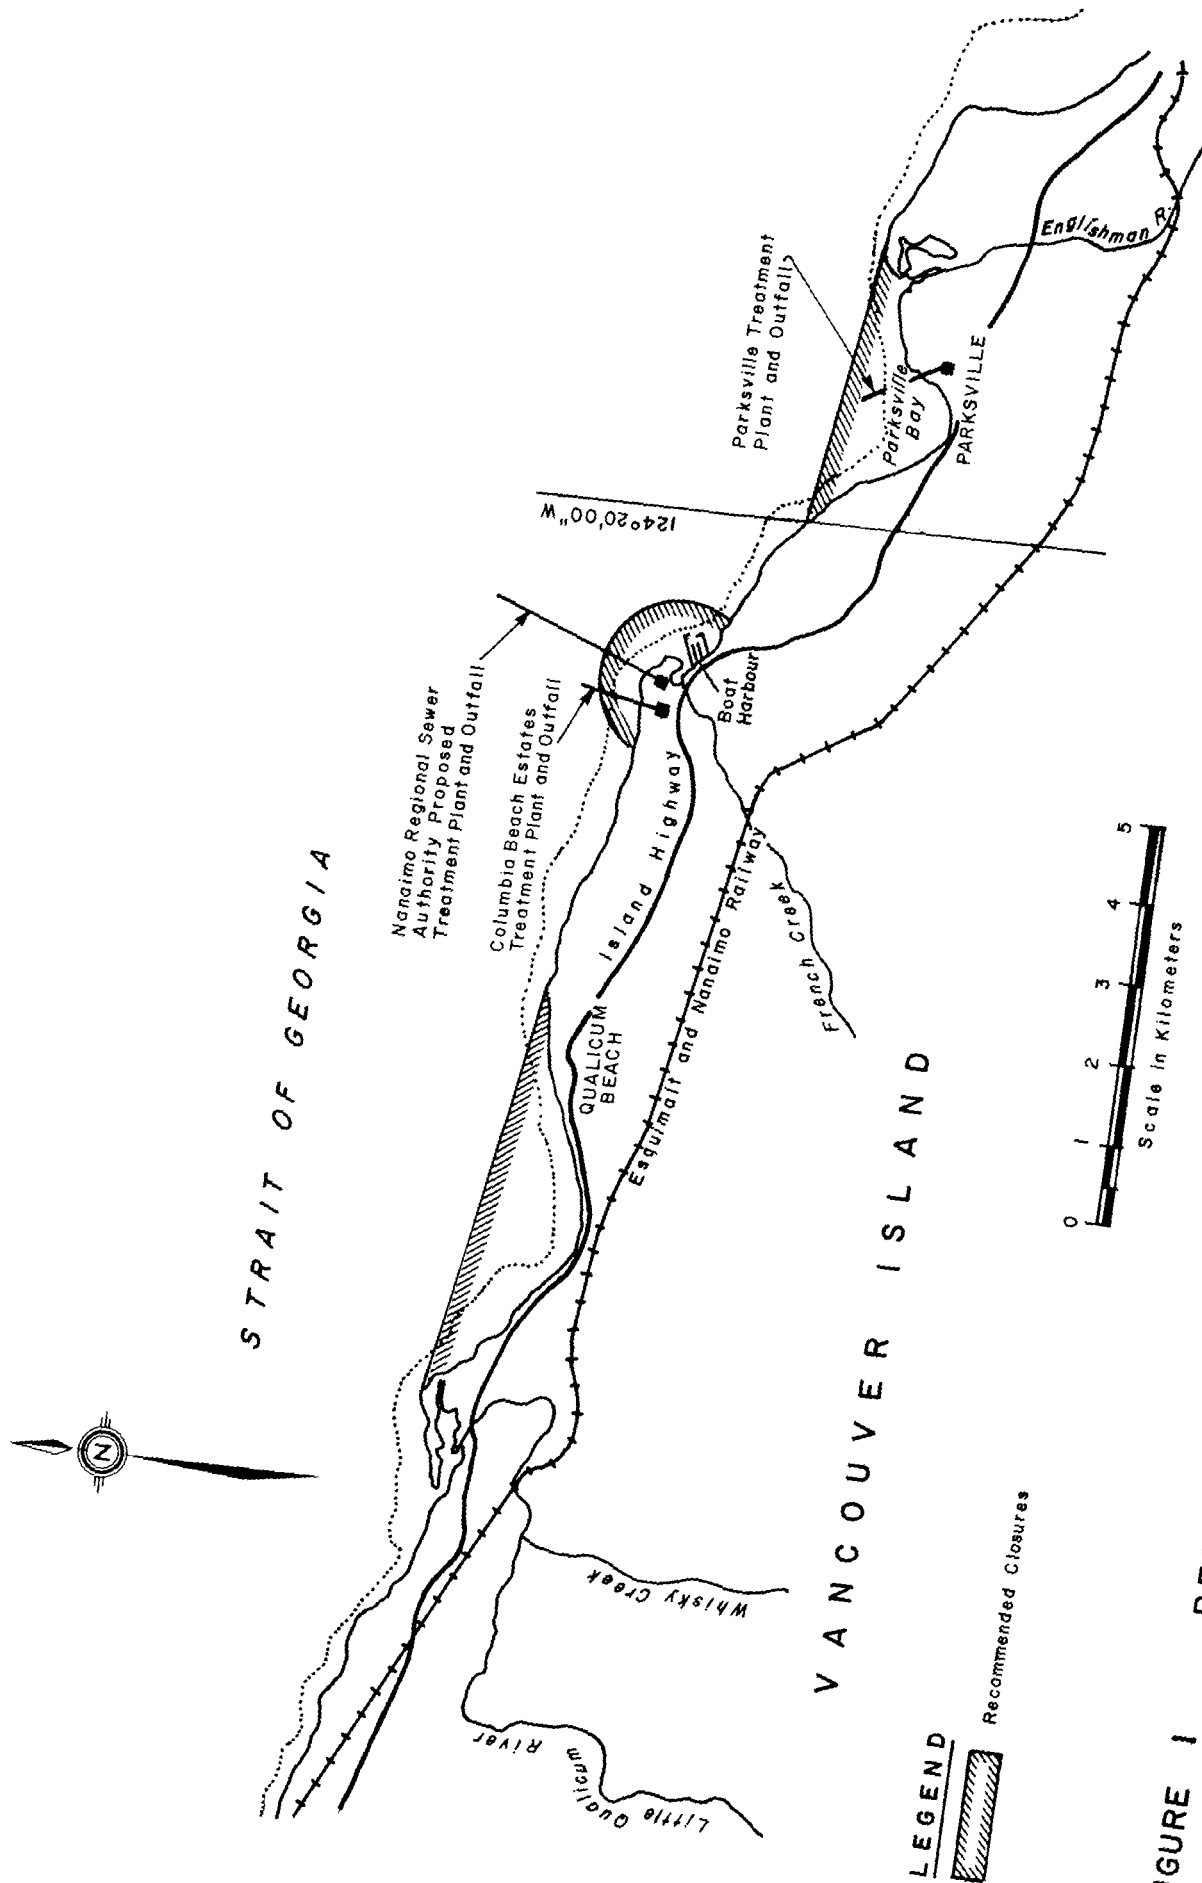 STRAIT OF GEORGIA
N
Nanaimo Regional Sewer
Authority Proposed
Treatment Plant and Outfall
Columbia Beach Estates
Treatment Plant and Outfall
Parksville Treatment
Plant and Outfall
124°20'00"W
Parksville
Bay
PARKSVILLE
Englishman R.
Boat
Harbour
Island Highway
QUALICUM
BEACH
Esquimalt and Nanaimo Railway
French Creek
Whisky Creek
Little Qualicum River
VANCOUVER ISLAND
0 1 2 3 4 5
Scale in Kilometers
LEGEND
Recommended Closures